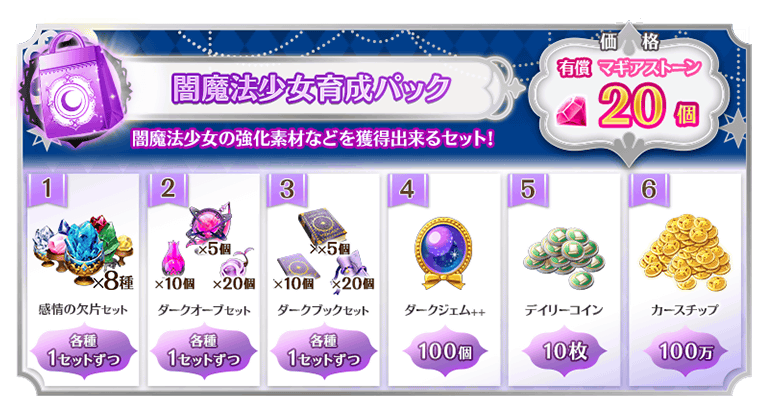 価格
闇魔法少女育成パック
有償 マギアストーン
20個
闇魔法少女の強化素材などを獲得出来るセット!
1
×8種
感情の欠片セット
各種
1セットずつ
2
×5個
×10個 ×20個
ダークオーブセット
各種
1セットずつ
3
××5個
×10個 ×20個
ダークブックセット
各種
1セットずつ
4
ダークジェム++
100個
5
デイリーコイン
10枚
6
カースチップ
100万